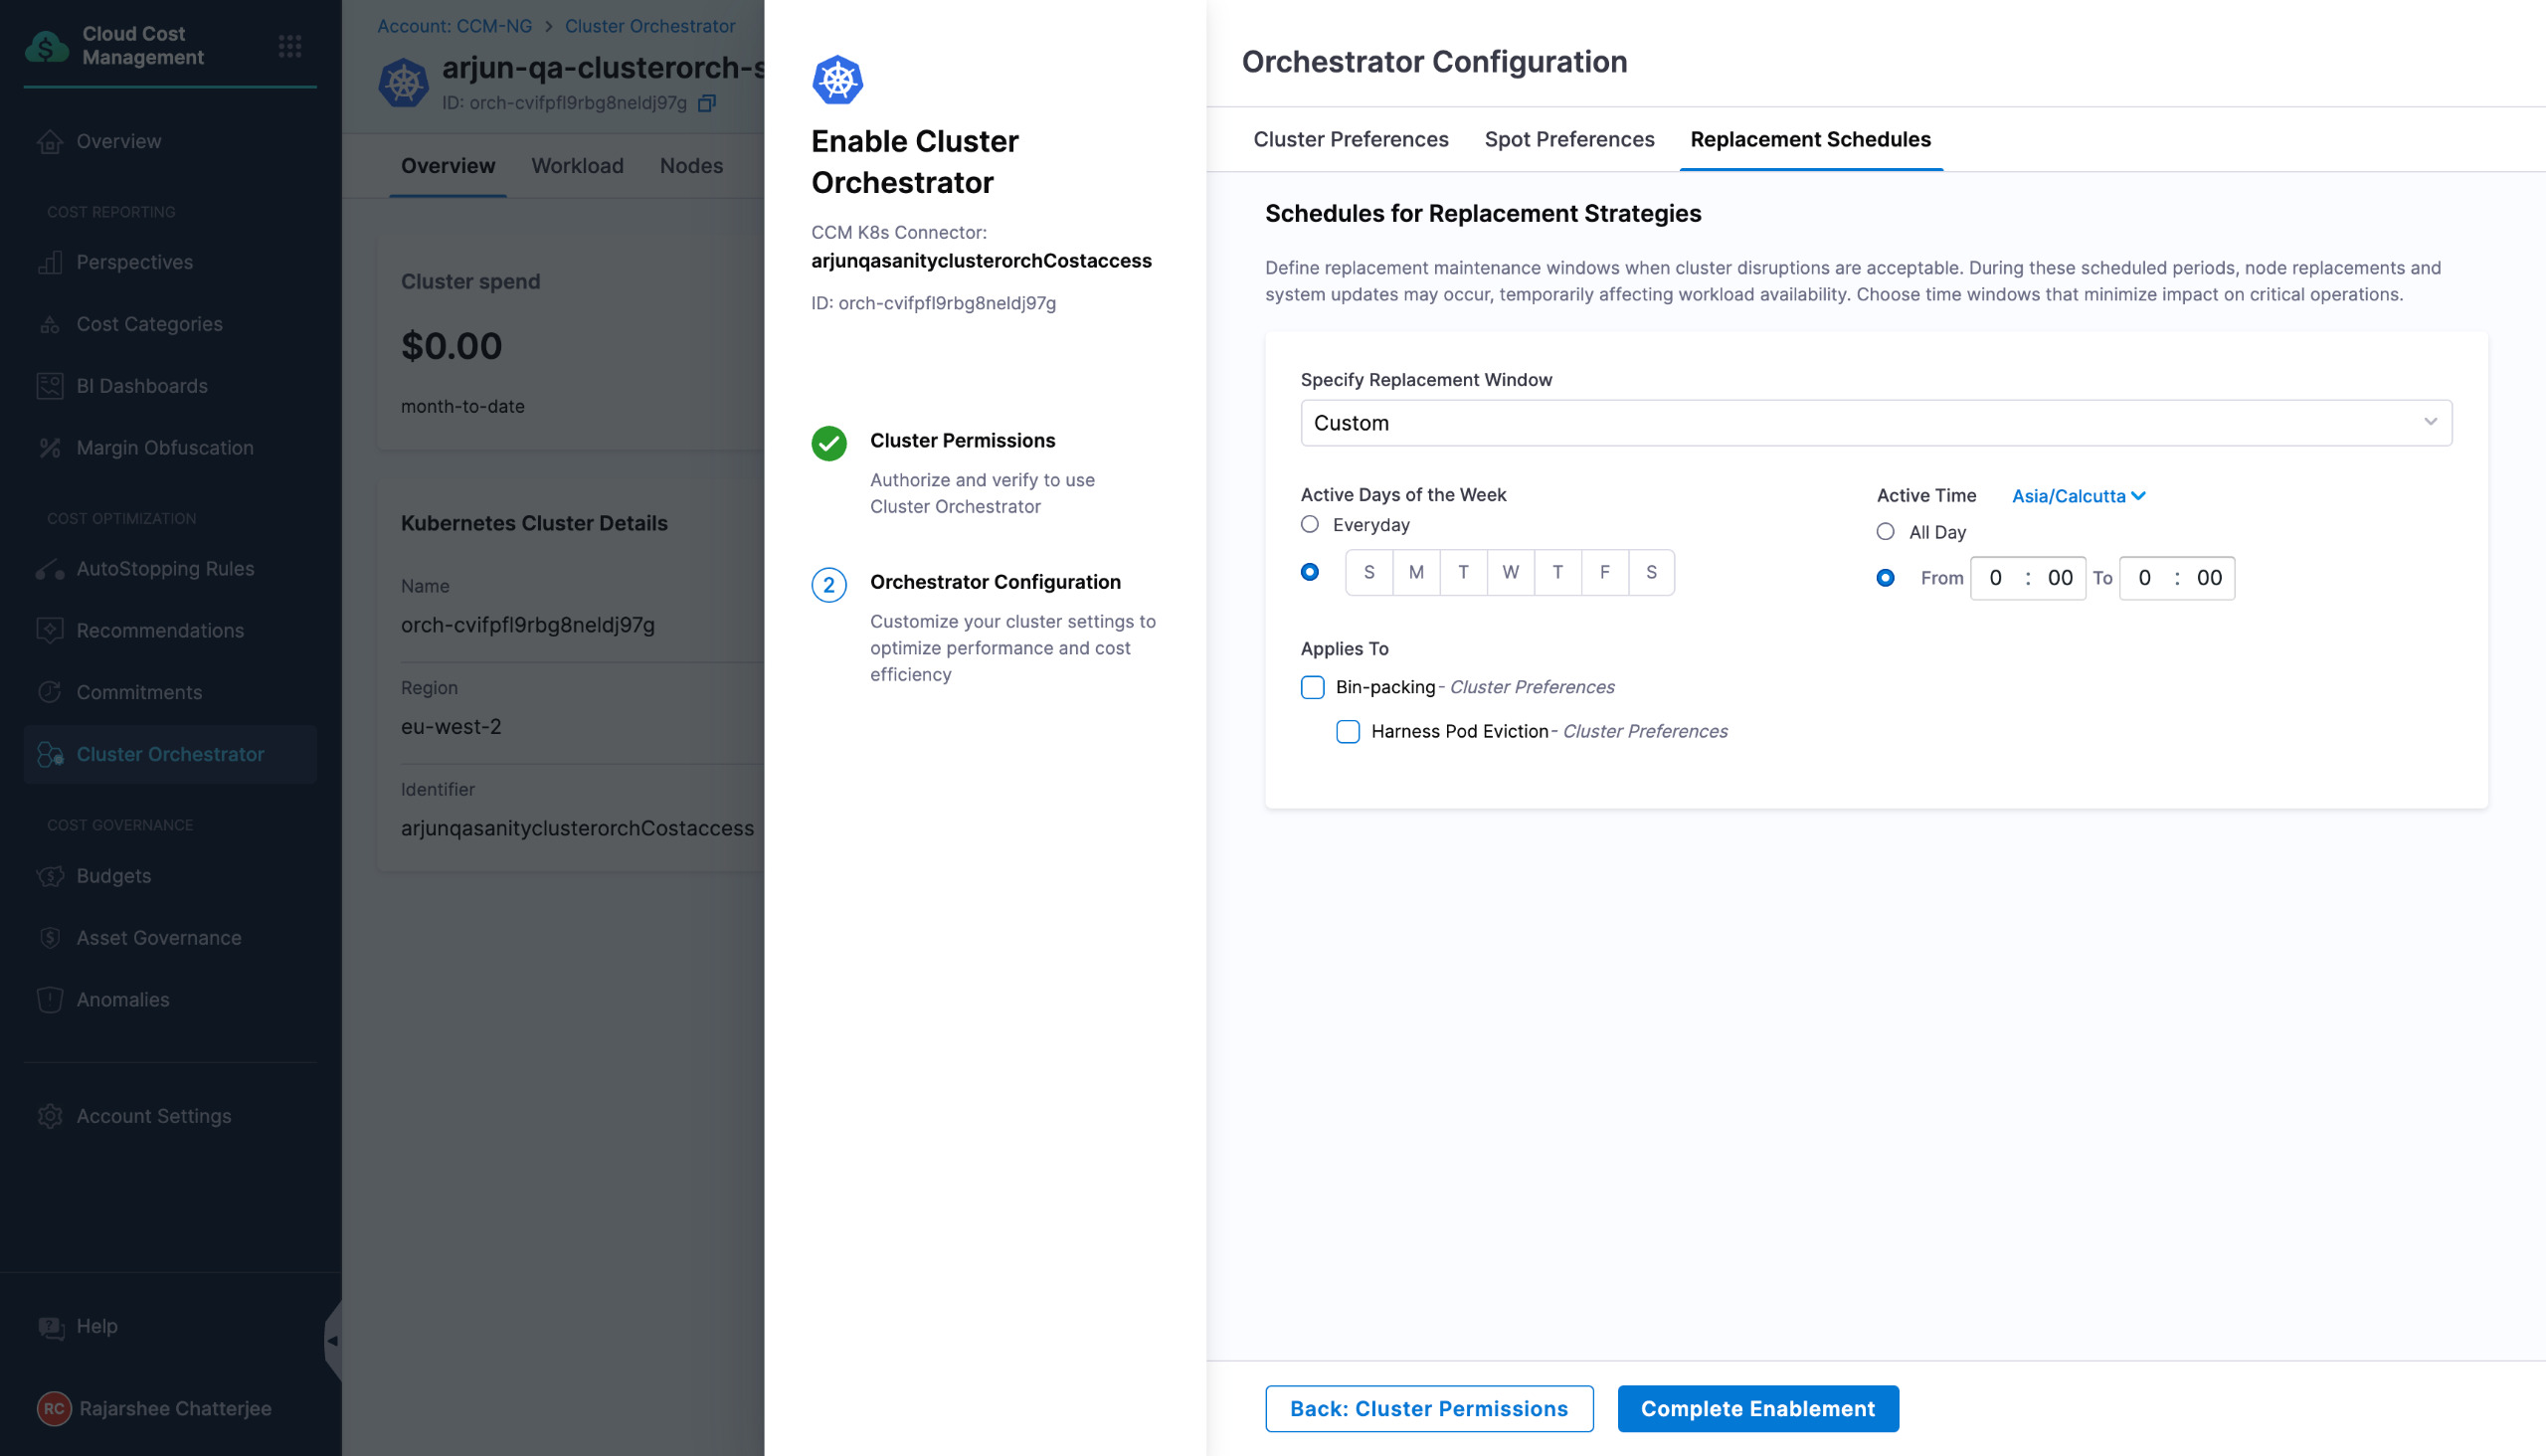 Cloud Cost
Management
Overview
COST REPORTING
Perspectives
Cost Categories
BI Dashboards
Margin Obfuscation
COST OPTIMIZATION
AutoStopping Rules
Recommendations
Commitments
Cluster Orchestrator
COST GOVERNANCE
Budgets
Asset Governance
Anomalies
Account Settings
Help
RC Rajarshee Chatterjee
Account: CCM-NG > Cluster Orchestrator
arjun-qa-clusterorch-s
ID: orch-cvifpfl9rbg8neldj97g
Overview Workload Nodes
Cluster spend
$0.00
month-to-date
Kubernetes Cluster Details
Name
orch-cvifpfl9rbg8neldj97g
Region
eu-west-2
Identifier
arjunqasanityclusterorchCostaccess
Enable Cluster
Orchestrator
CCM K8s Connector:
arjunqasanityclusterorchCostaccess
ID: orch-cvifpfl9rbg8neldj97g
Cluster Permissions
Authorize and verify to use
Cluster Orchestrator
2 Orchestrator Configuration
Customize your cluster settings to
optimize performance and cost
efficiency
Orchestrator Configuration
Cluster Preferences Spot Preferences Replacement Schedules
Schedules for Replacement Strategies
Define replacement maintenance windows when cluster disruptions are acceptable. During these scheduled periods, node replacements and
system updates may occur, temporarily affecting workload availability. Choose time windows that minimize impact on critical operations.
Specify Replacement Window
Custom
Active Days of the Week
Everyday
S M T W T F S
Active Time Asia/Calcutta
All Day
From 0 : 00 To 0 : 00
Applies To
Bin-packing- Cluster Preferences
Harness Pod Eviction- Cluster Preferences
Back: Cluster Permissions Complete Enablement